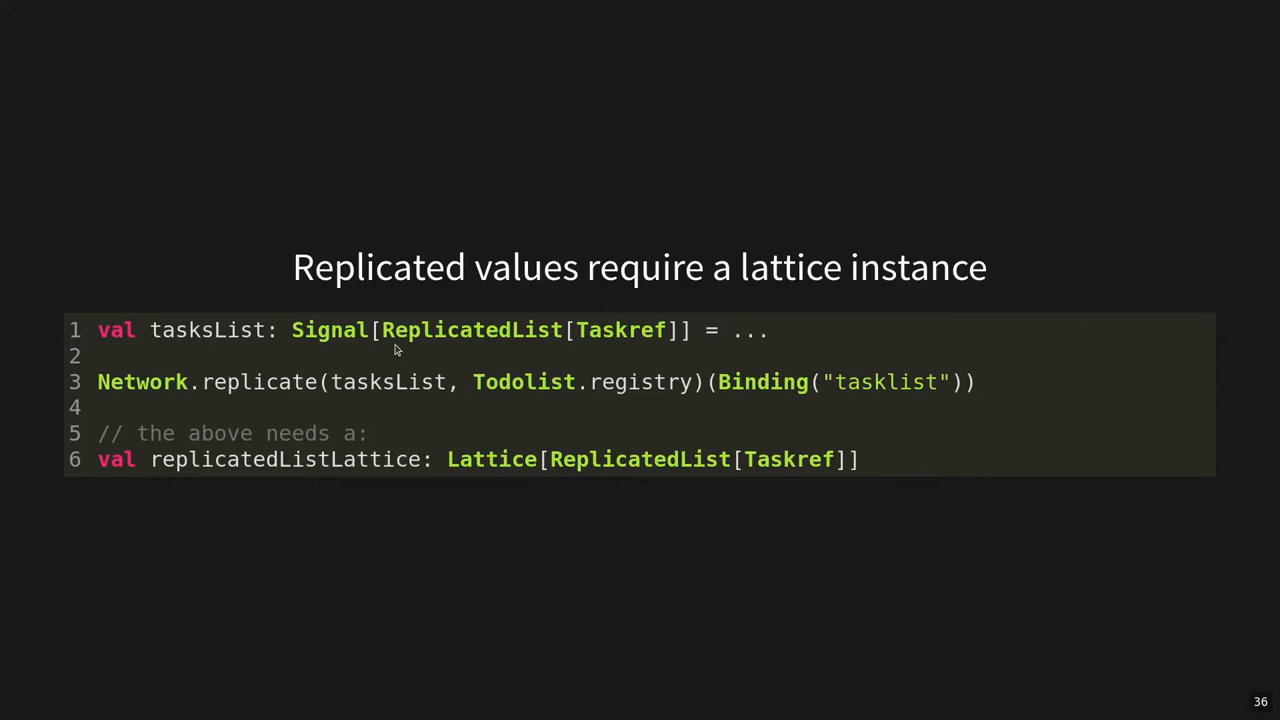 Replicated values require a lattice instance
1 val tasksList: Signal[ReplicatedList[Taskref]] = ...
2
3 Network.replicate(tasksList, Todolist.registry)(Binding("tasklist"))
4
5 // the above needs a:
6 val replicatedListLattice: Lattice[ReplicatedList[Taskref]]
36